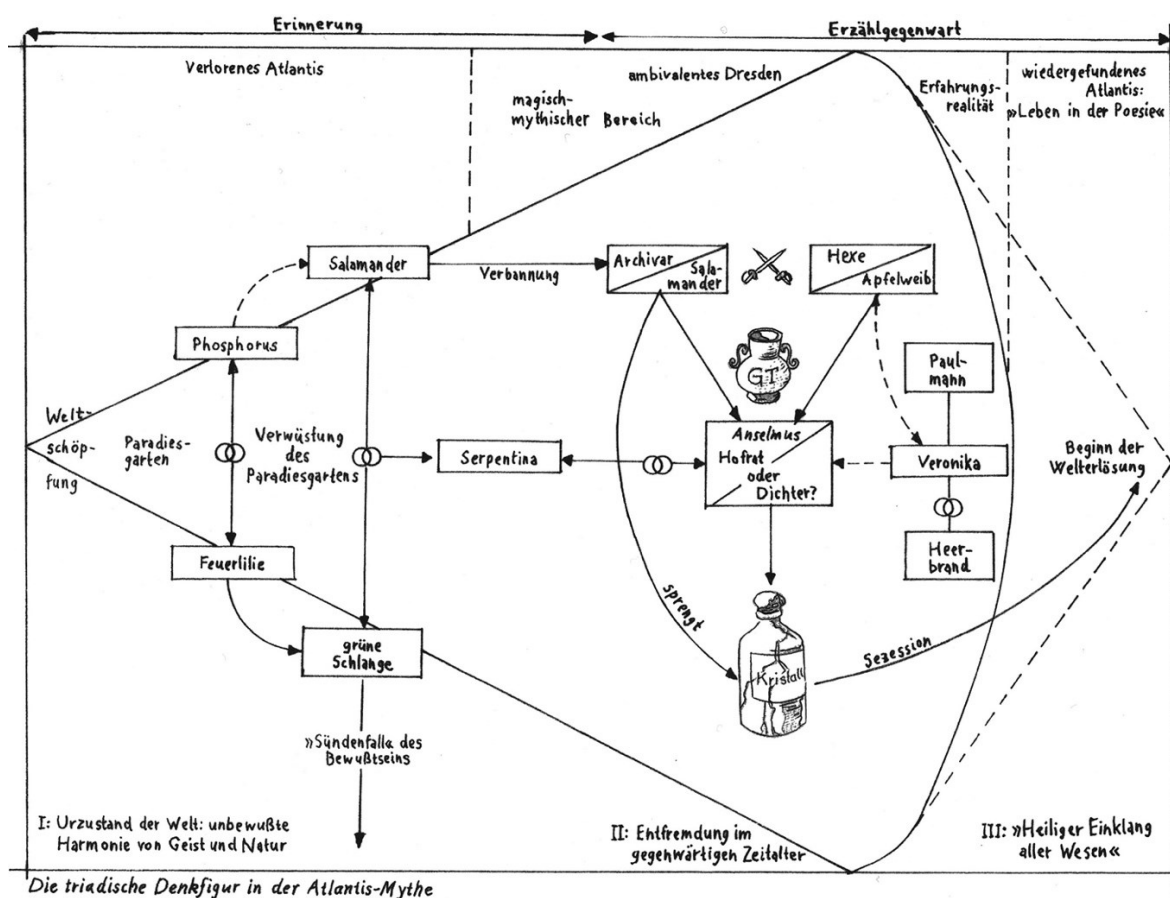 Erinnerung
Erzählgegenwart
Verlorenes Atlantis
ambivalentes Dresden
magisch-
mythischer Bereich
Erfahrungs-
realität
wiedergefundenes
Atlantis:
»Leben in der Poesie«
Salamander
Verbannung
Archivar
Sala-
mander
Hexe
Apfelweib
Phosphorus
GT
Paul-
mann
Welt-
schöp-
fung
Paradies-
garten
Verwüstung
des
Paradiesgartens
Serpentina
Anselmus
Hofrat
oder
Dichter?
Veronika
Beginn der
Welterlösung
Feuerlilie
Heer-
brand
grüne
Schlange
sprengt
Kristall
Sezession
»Sündenfall« des
Bewußtseins
I: Urzustand der Welt: unbewußte
Harmonie von Geist und Natur
II: Entfremdung im
gegenwärtigen Zeitalter
III: »Heiliger Einklang
aller Wesen«
Die triadische Denkfigur in der Atlantis-Mythe